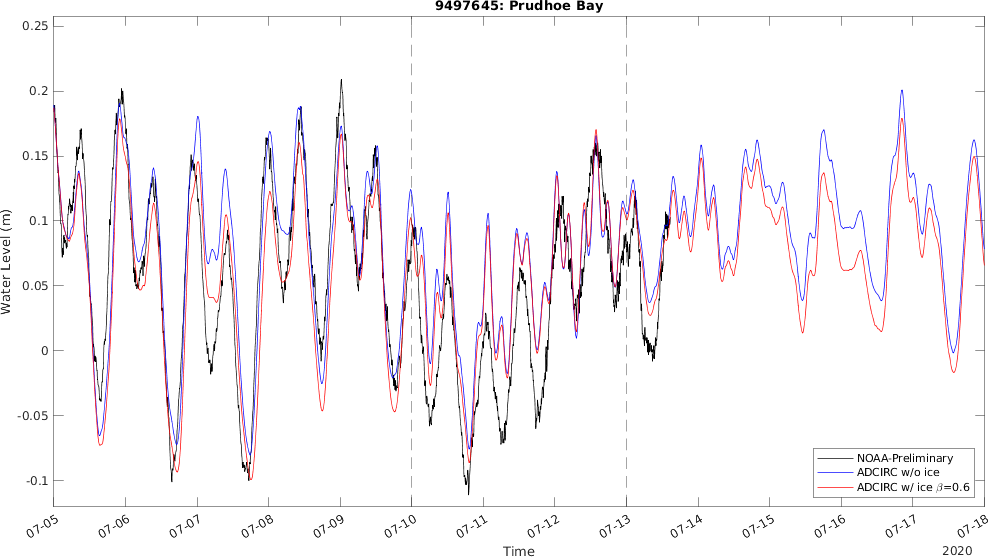 9497645: Prudhoe Bay
0.25
0.2
0.15
0.1
0.05
0
-0.05
-0.1
Water Level (m)
NOAA-Preliminary
ADCIRC w/o ice
ADCIRC w/ ice β=0.6
07-05 07-06 07-07 07-08 07-09 07-10 07-11 07-12 07-13 07-14 07-15 07-16 07-17 07-18
Time
2020